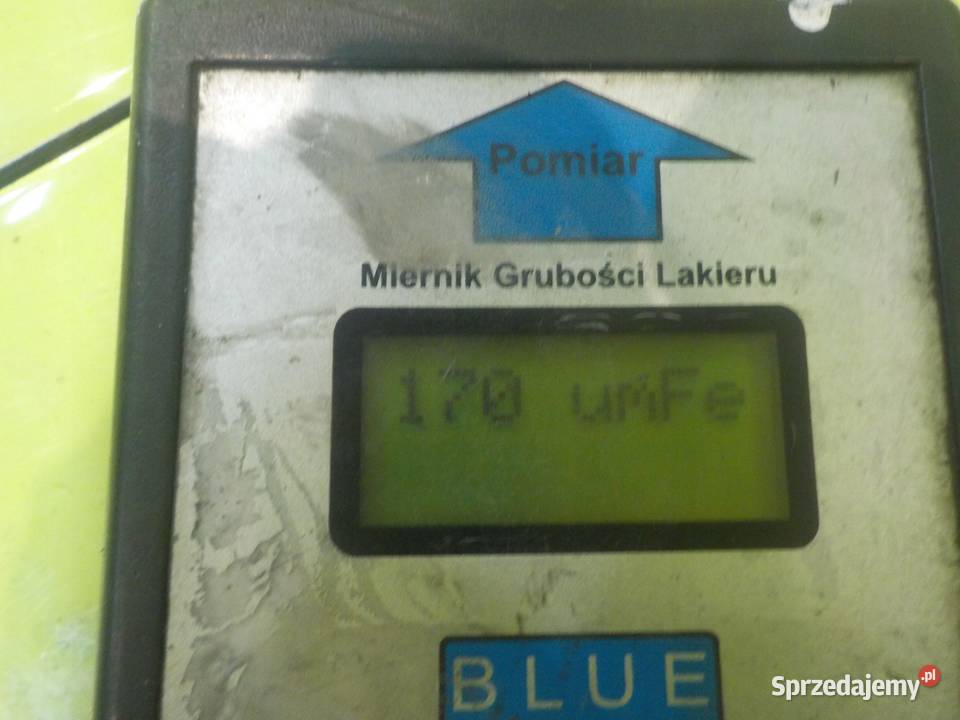 Pomiar
Miernik Grubości Lakieru
170 umFe
BLUE
Sprzedajemy.pl